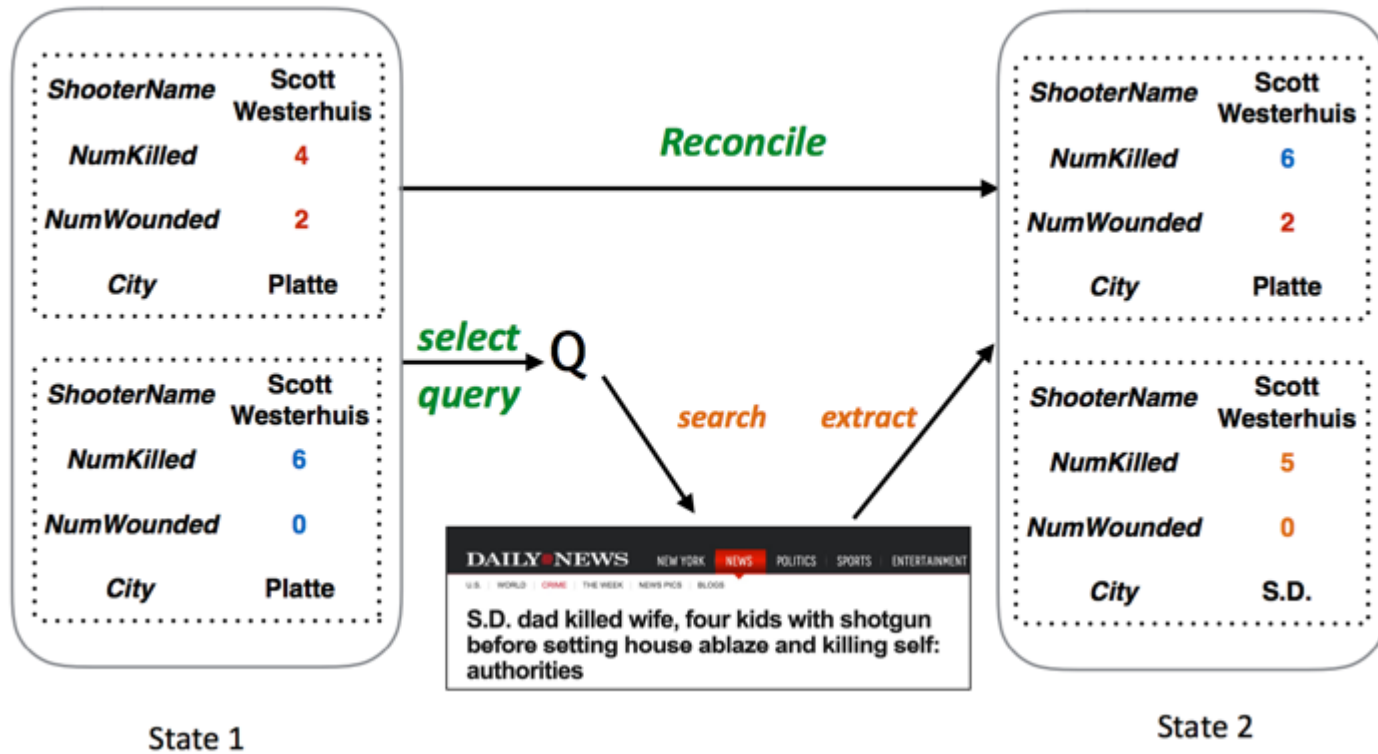 ShooterName Scott Westerhuis
NumKilled 4
NumWounded 2
City Platte
ShooterName Scott Westerhuis
NumKilled 6
NumWounded 0
City Platte
State 1
Reconcile
select
query
Q
search extract
DAILY NEWS NEW YORK NEWS POLITICS SPORTS ENTERTAINMENT
U.S. WORLD CRIME THE WEEK NEWS PICS BLOGS
S.D. dad killed wife, four kids with shotgun
before setting house ablaze and killing self:
authorities
ShooterName Scott Westerhuis
NumKilled 6
NumWounded 2
City Platte
ShooterName Scott Westerhuis
NumKilled 5
NumWounded 0
City S.D.
State 2